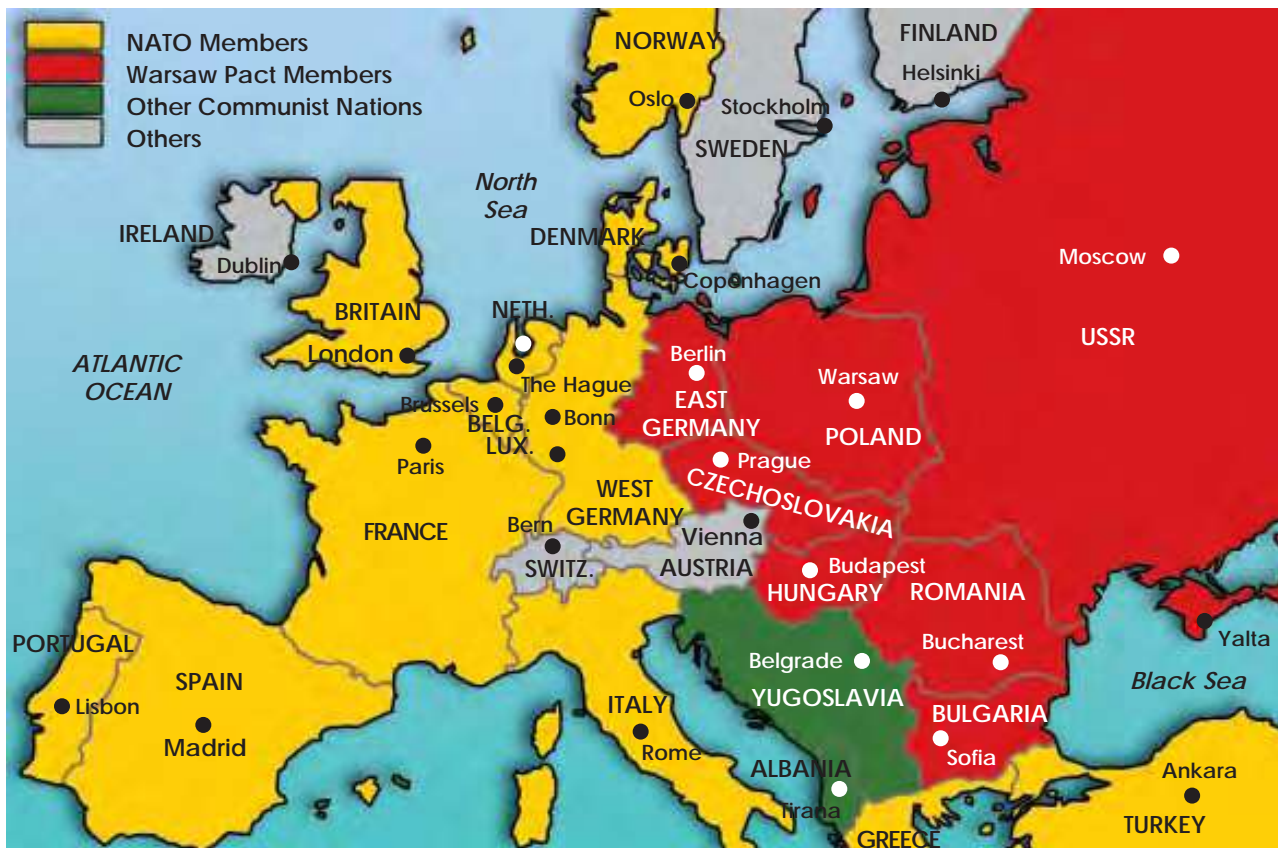 NATO Members
Warsaw Pact Members
Other Communist Nations
Others
NORWAY
Oslo
FINLAND
Helsinki
Stockholm
SWEDEN
North
Sea
IRELAND
Dublin
DENMARK
Copenhagen
Moscow
BRITAIN
London
NETH.
USSR
ATLANTIC
OCEAN
The Hague
Berlin
EAST
GERMANY
Warsaw
POLAND
Brussels
BELG.
LUX.
Bonn
Paris
Prague
CZECHOSLOVAKIA
WEST
GERMANY
FRANCE
Bern
SWITZ.
Vienna
AUSTRIA
Budapest
HUNGARY
ROMANIA
Bucharest
Yalta
PORTUGAL
Lisbon
SPAIN
Madrid
Belgrade
YUGOSLAVIA
Black Sea
ITALY
Rome
BULGARIA
Sofia
ALBANIA
Tirana
GREECE
Ankara
TURKEY